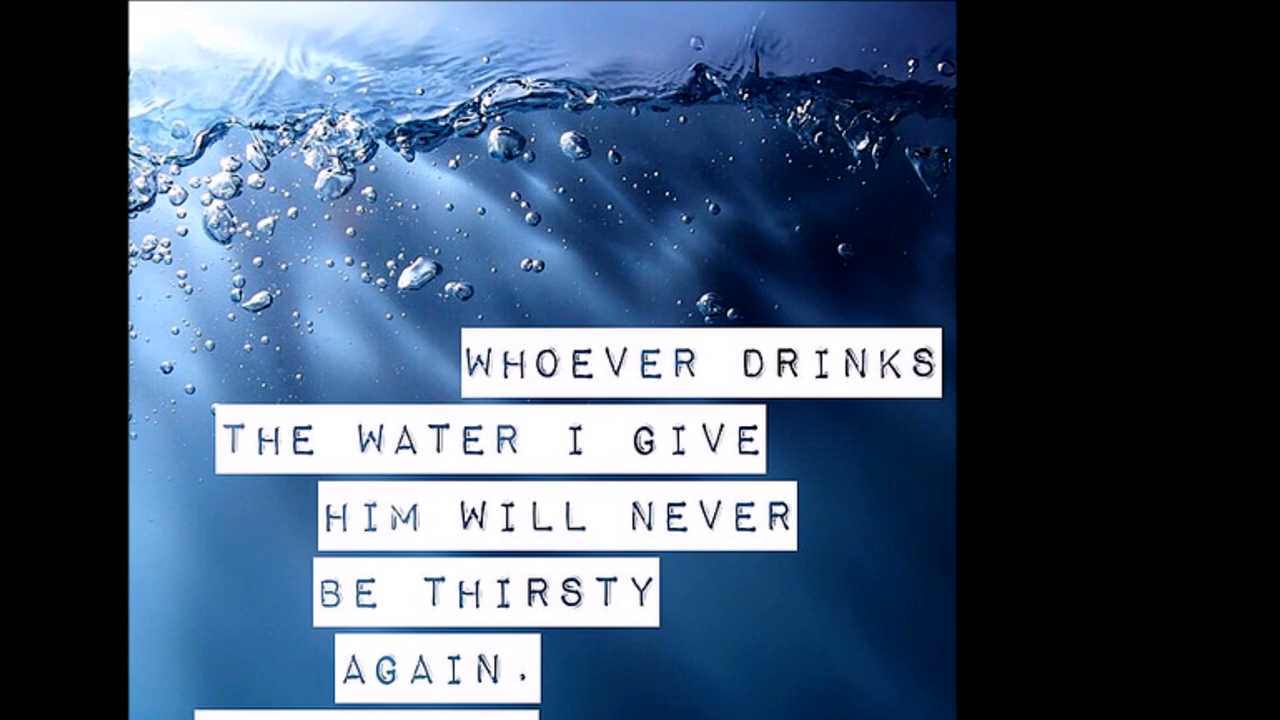 WHOEVER DRINKS
THE WATER I GIVE
HIM WILL NEVER
BE THIRSTY
AGAIN.